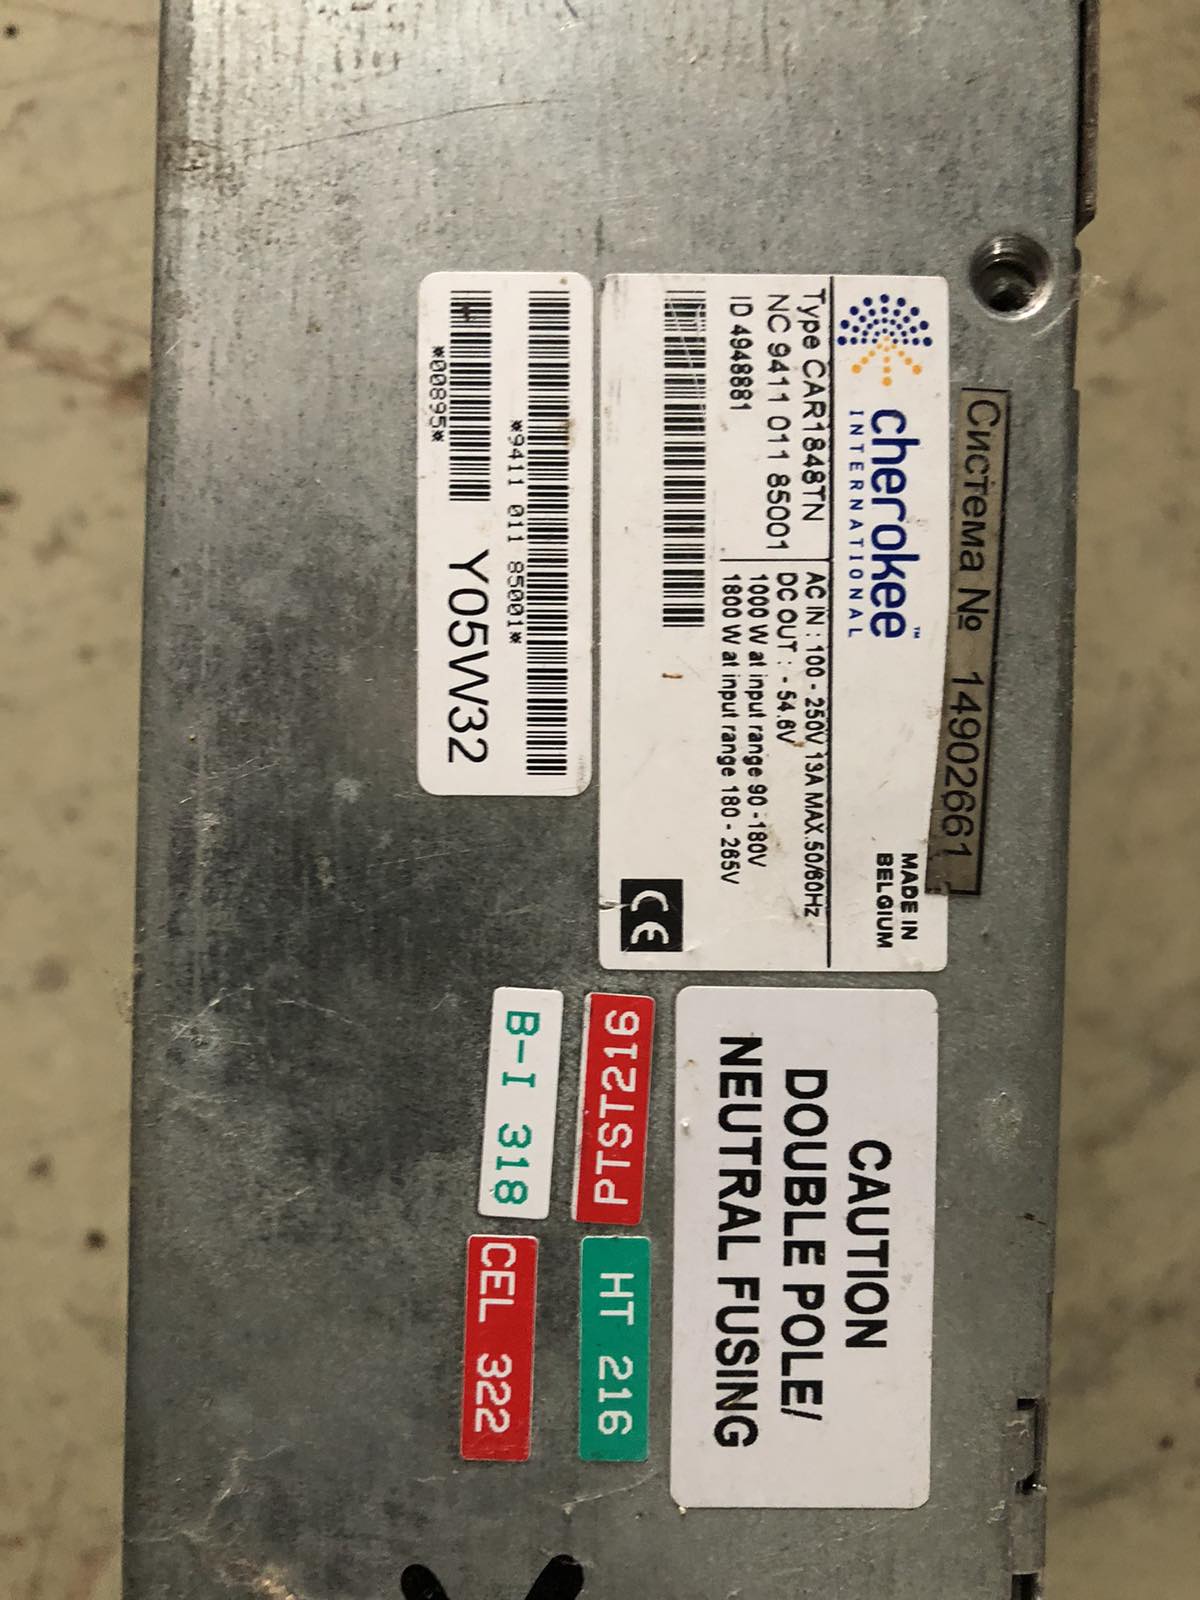 Система № 14902661
cherokee™
INTERNATIONAL
MADE IN
BELGIUM
Type CAR1848TN
NC 9411 011 85001
ID 4948881
AC IN : 100 - 250V 13A MAX.50/60Hz
DC OUT : - 54.6V
1000 W at input range 90 -180V
1800 W at input range 180 - 265V
CE
*9411 011 85001*
*00895*
Y05W32
CAUTION
DOUBLE POLE/
NEUTRAL FUSING
PTST216
HT 216
B-I 318
CEL 322